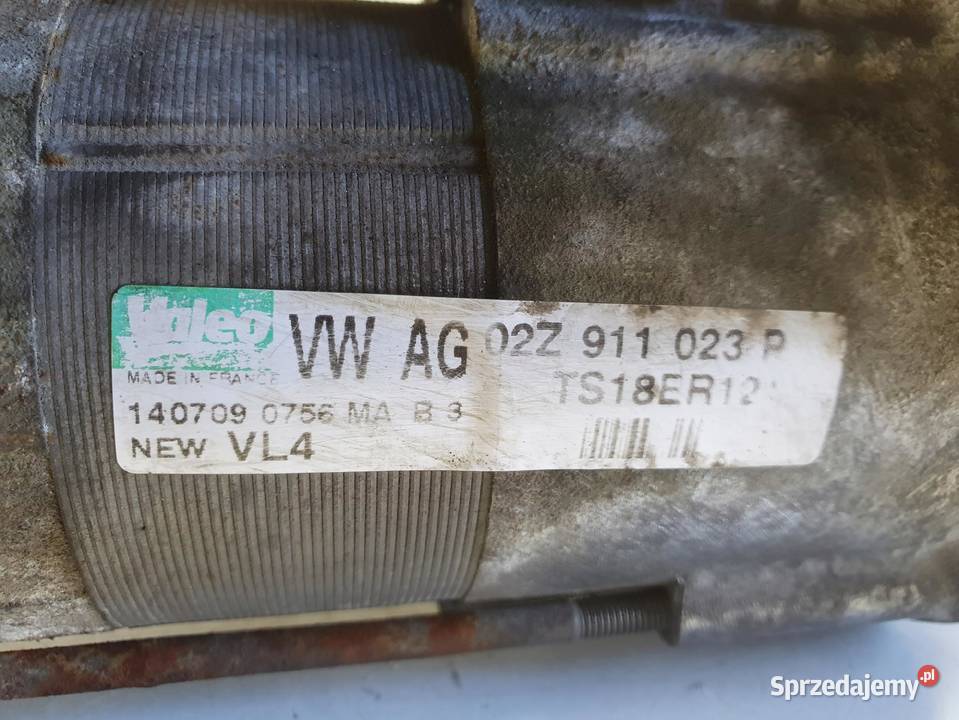 Valeo
MADE IN FRANCE
VW AG
02Z 911 023 P
TS18ER12
140709 0756 MA B 3
NEW VL4
Sprzedajemy.pl